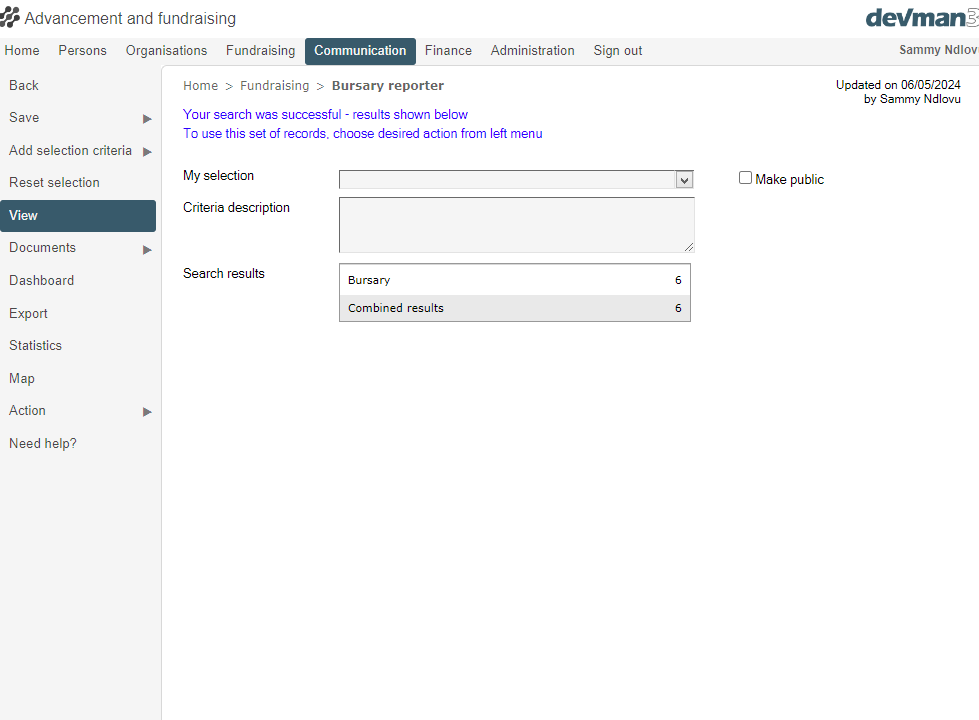 Advancement and fundraising
devman3
Home Persons Organisations Fundraising Communication Finance Administration Sign out
Sammy Ndlov
Back
Save
Add selection criteria
Reset selection
View
Documents
Dashboard
Export
Statistics
Map
Action
Need help?
Home > Fundraising > Bursary reporter
Updated on 06/05/2024
by Sammy Ndlovu
Your search was successful - results shown below
To use this set of records, choose desired action from left menu
My selection
Make public
Criteria description
Search results
Bursary 6
Combined results 6